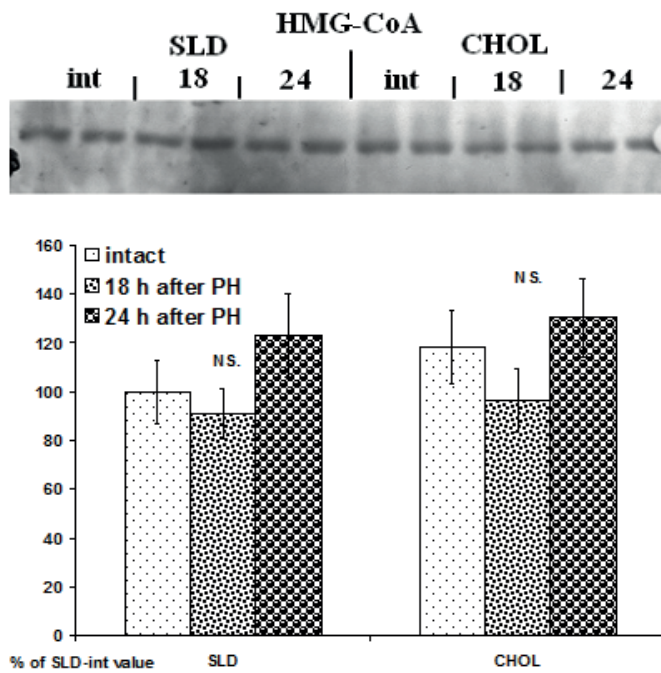 HMG-CoA
SLD CHOL
int | 18 | 24 | int | 18 | 24
160
140
120
100
80
60
40
20
0
intact
18 h after PH
24 h after PH
NS.
NS.
% of SLD-int value SLD CHOL